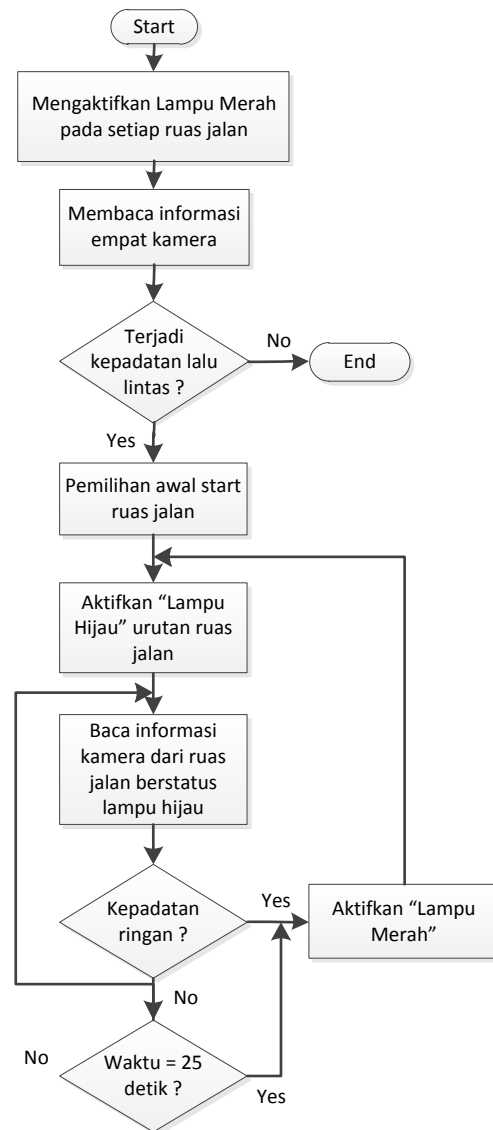 Start
Mengaktifkan Lampu Merah
pada setiap ruas jalan
Membaca informasi
empat kamera
Terjadi
kepadatan lalu
lintas ?
No
End
Yes
Pemilihan awal start
ruas jalan
Aktifkan “Lampu
Hijau” urutan ruas
jalan
Baca informasi
kamera dari ruas
jalan berstatus
lampu hijau
Kepadatan
ringan ?
Yes
Aktifkan “Lampu
Merah”
No
Waktu = 25
detik ?
No
Yes